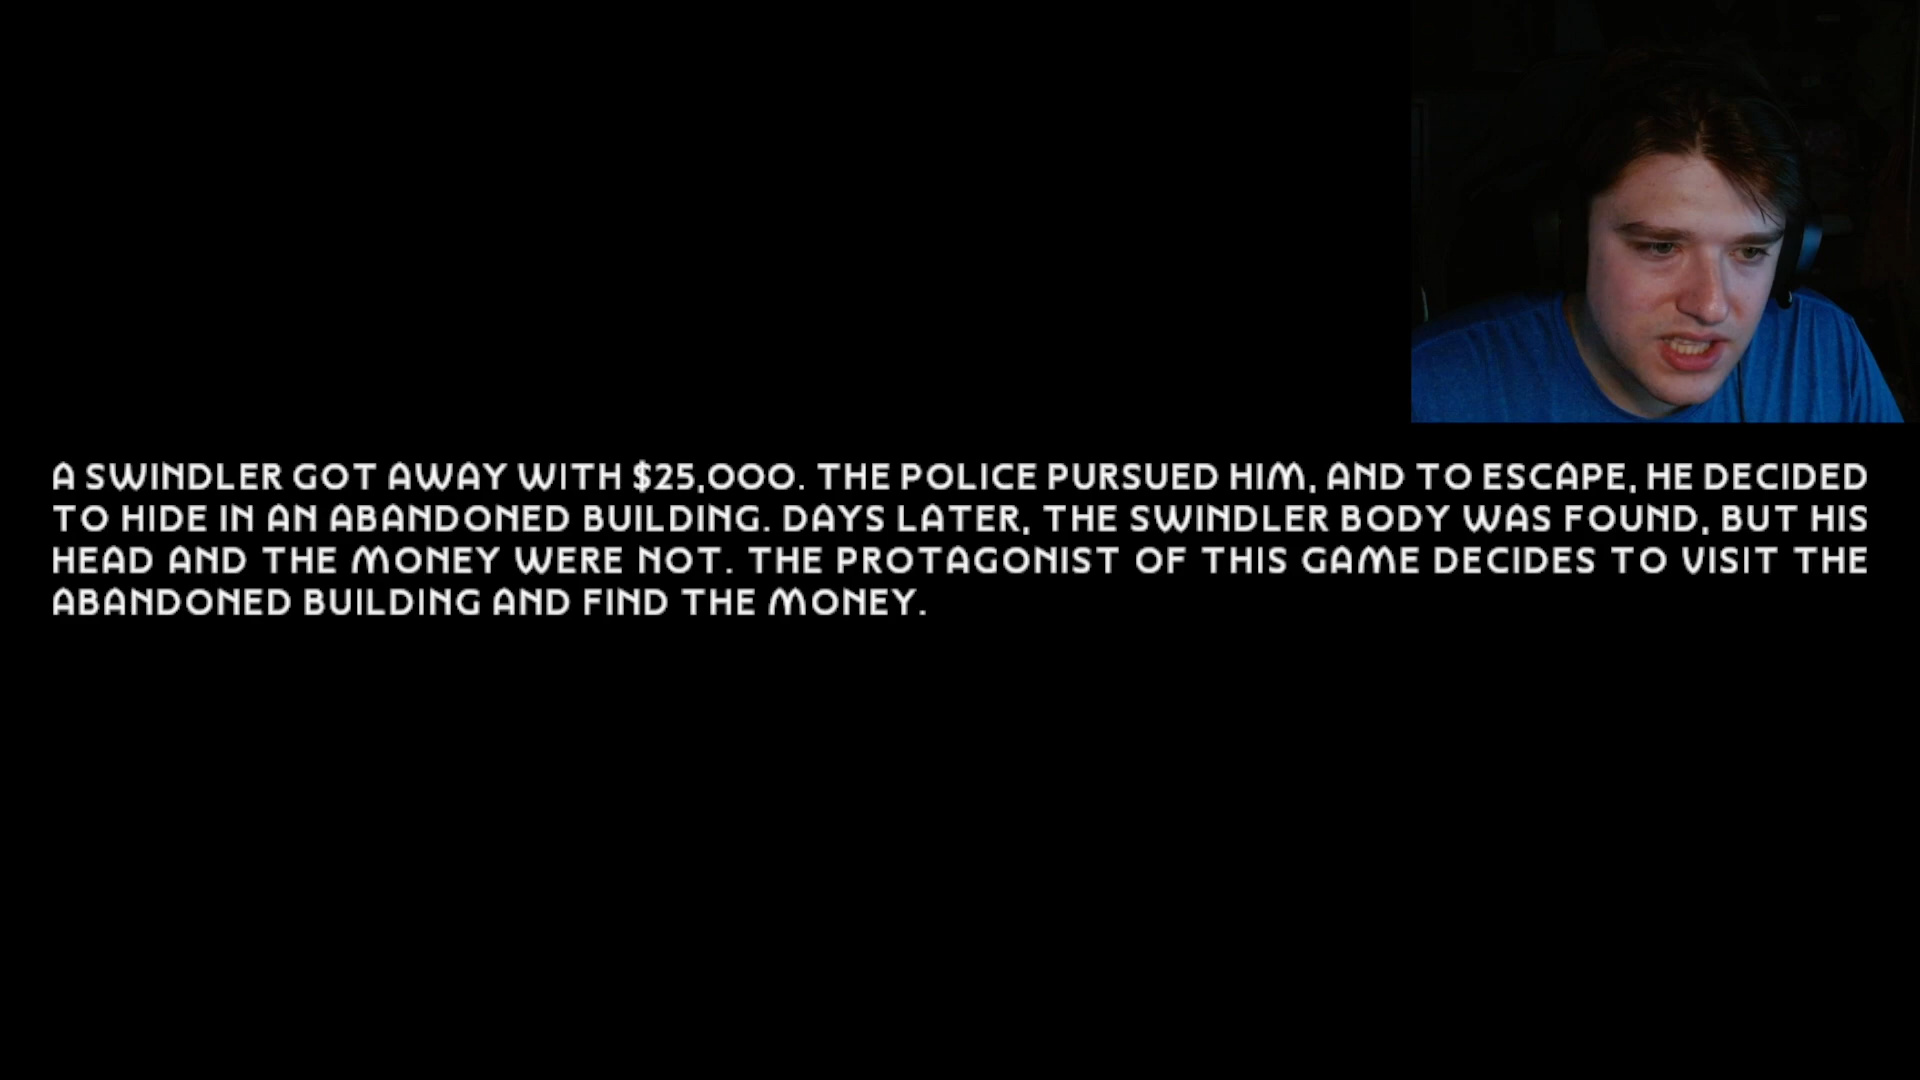 A SWINDLER GOT AWAY WITH $25,000. THE POLICE PURSUED HIM, AND TO ESCAPE, HE DECIDED
TO HIDE IN AN ABANDONED BUILDING. DAYS LATER, THE SWINDLER BODY WAS FOUND, BUT HIS
HEAD AND THE MONEY WERE NOT. THE PROTAGONIST OF THIS GAME DECIDES TO VISIT THE
ABANDONED BUILDING AND FIND THE MONEY.